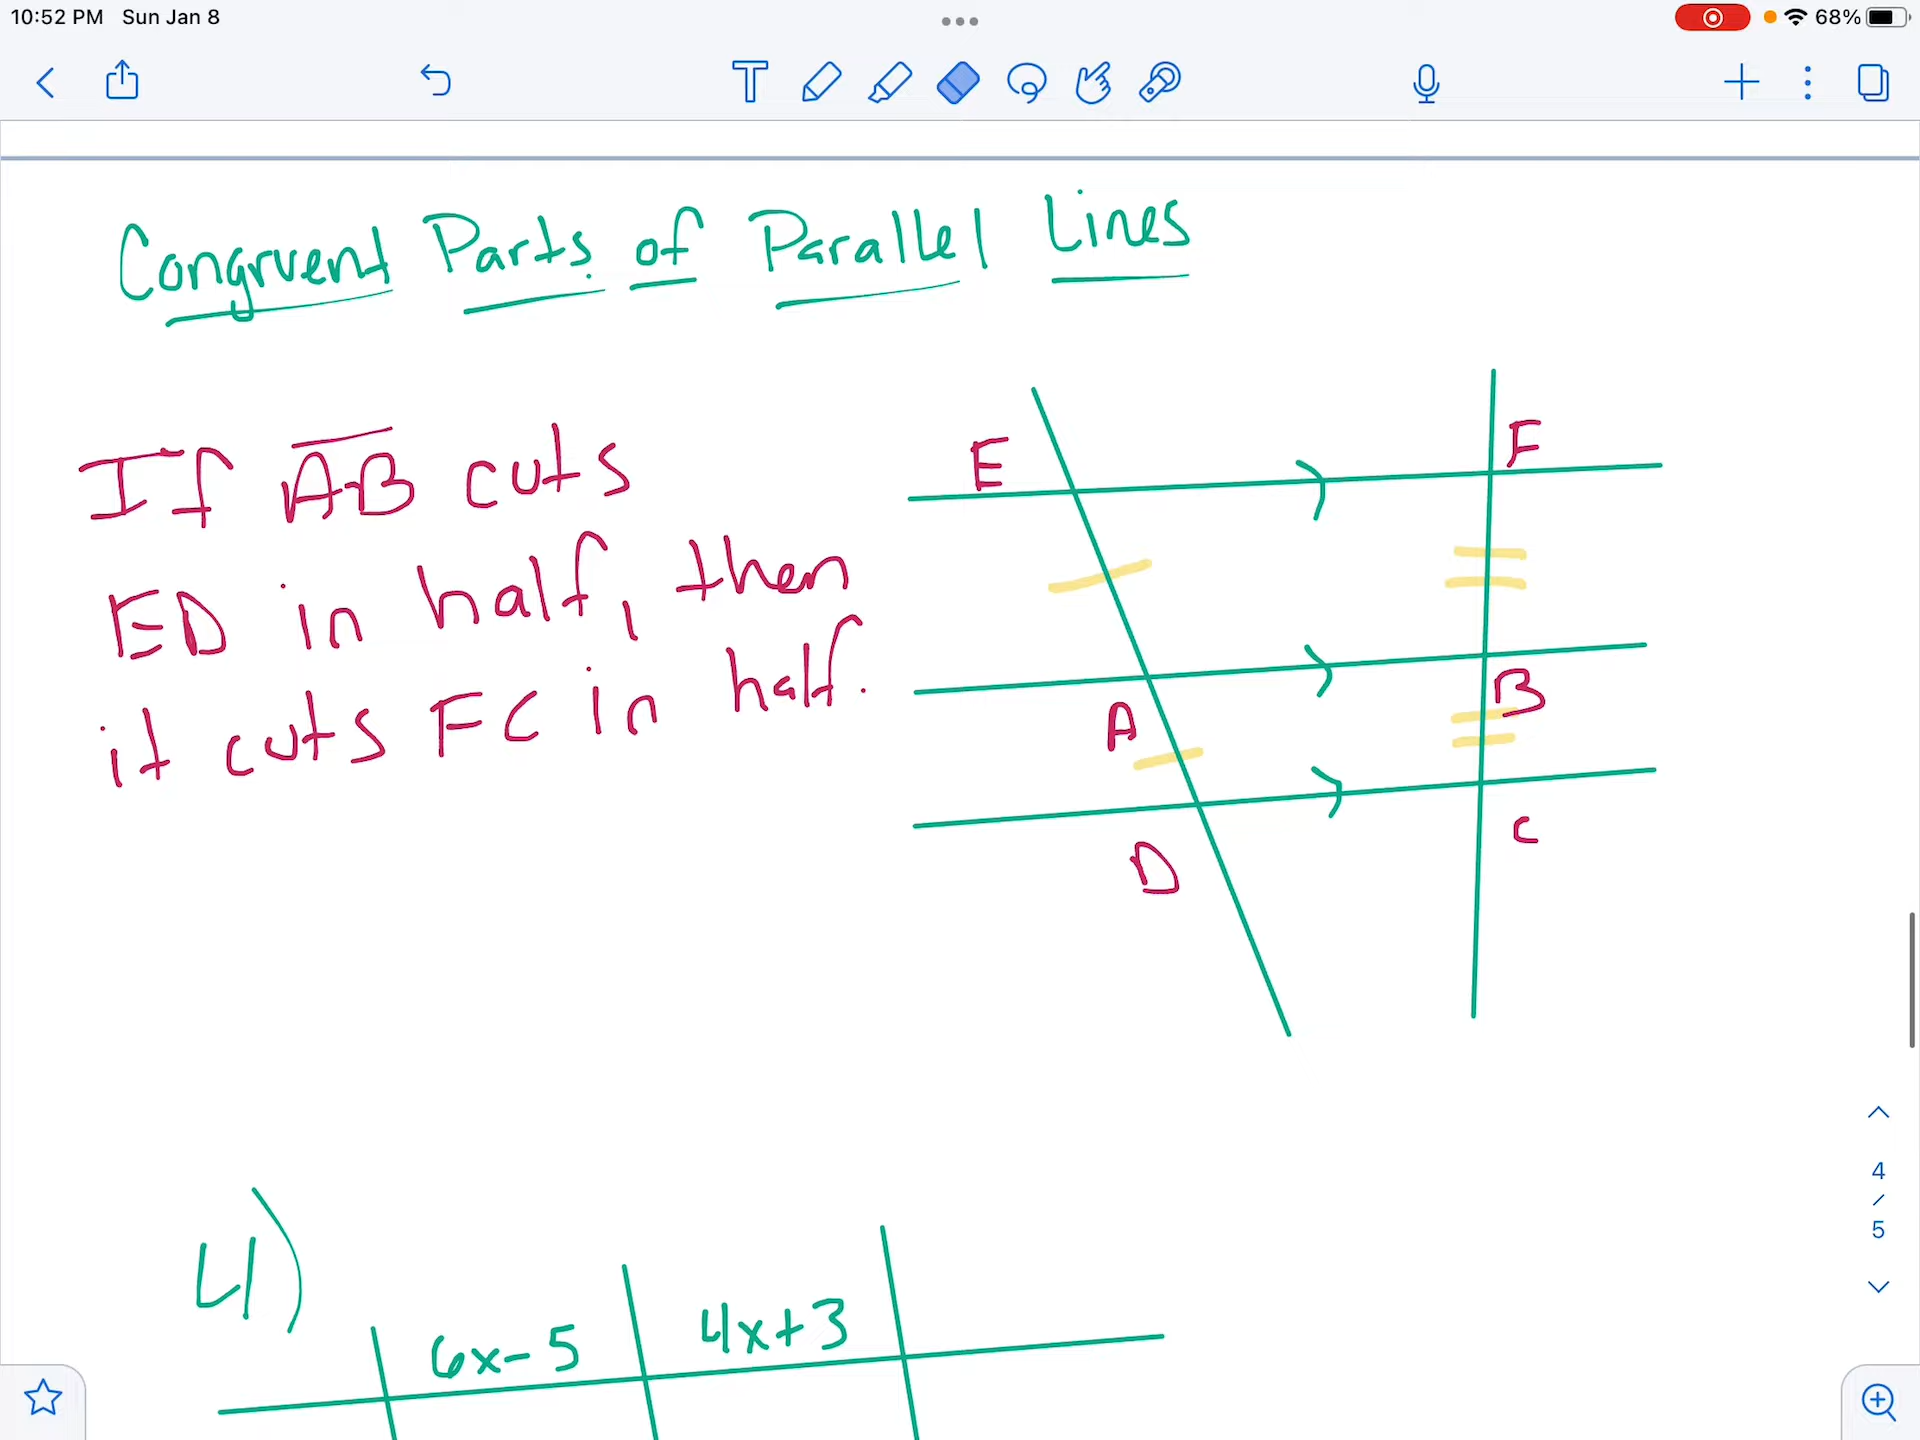 10:52 PM Sun Jan 8
68%
Congruent Parts of Parallel Lines
If AB cuts
ED in half, then
it cuts FC in half.
E
F
A
B
D
C
4
/
5
4)
6x-5
4x+3